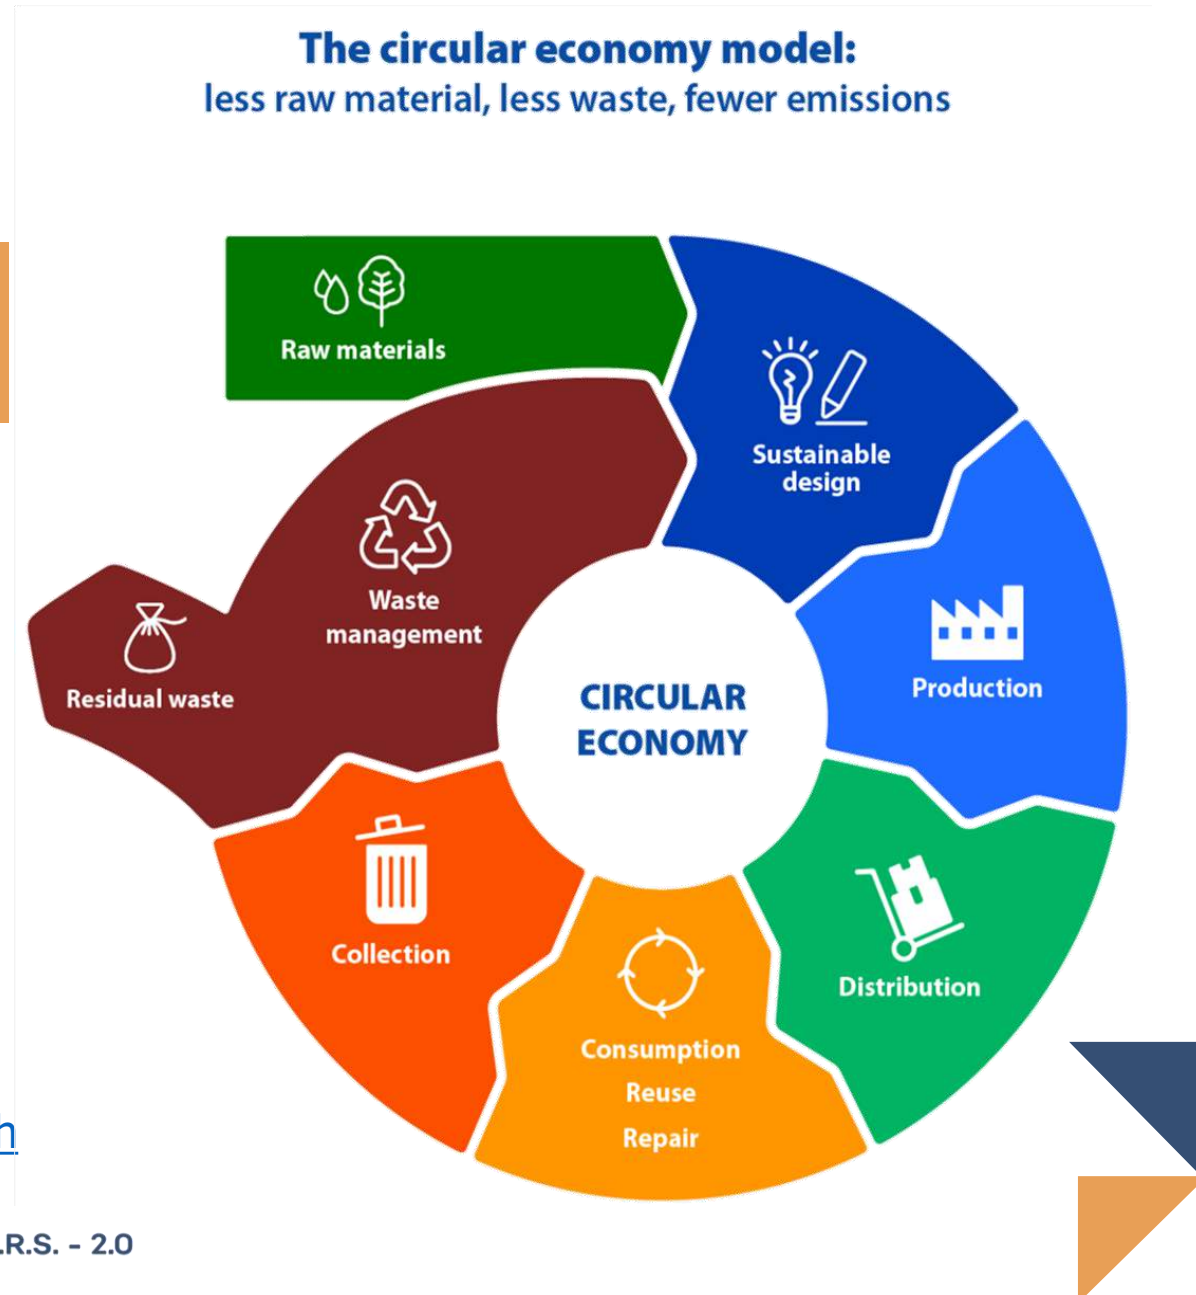 The circular economy model:
less raw material, less waste, fewer emissions
Raw materials
Sustainable
design
Production
Distribution
Consumption
Reuse
Repair
Collection
Waste
management
Residual waste
CIRCULAR
ECONOMY
h
.R.S. - 2.0